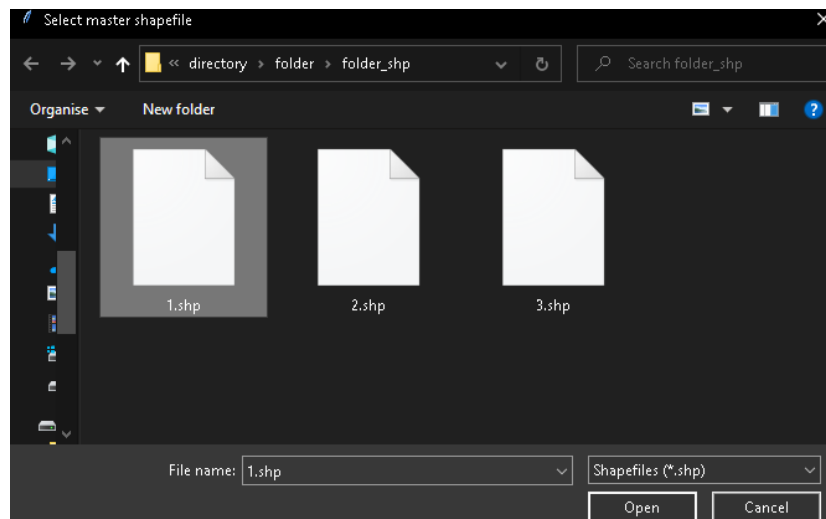 Select master shapefile
« directory › folder › folder_shp
Search folder_shp
Organise
New folder
?
1.shp
2.shp
3.shp
File name: 1.shp
Shapefiles (*.shp)
Open
Cancel